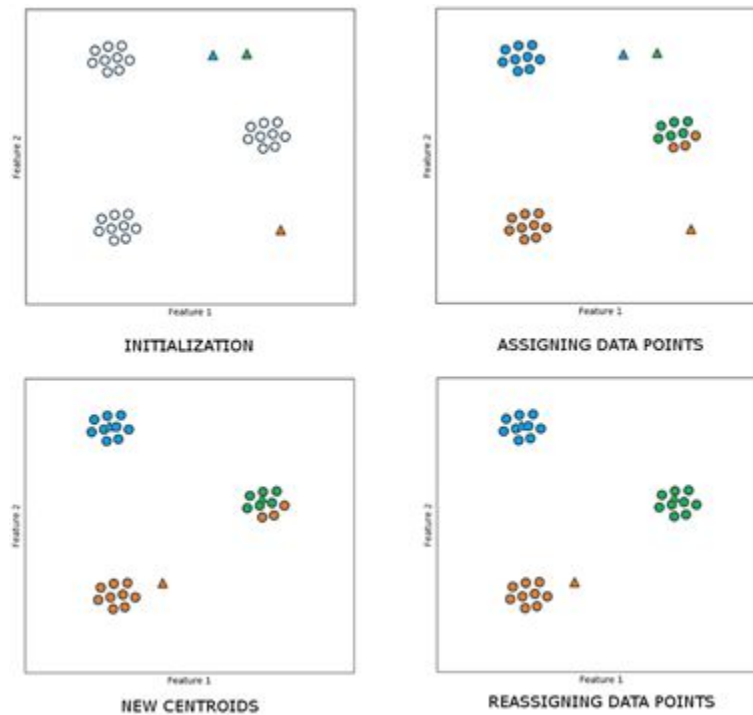 Feature 2
Feature 1
INITIALIZATION
Feature 2
Feature 1
ASSIGNING DATA POINTS
Feature 2
Feature 1
NEW CENTROIDS
Feature 2
Feature 1
REASSIGNING DATA POINTS